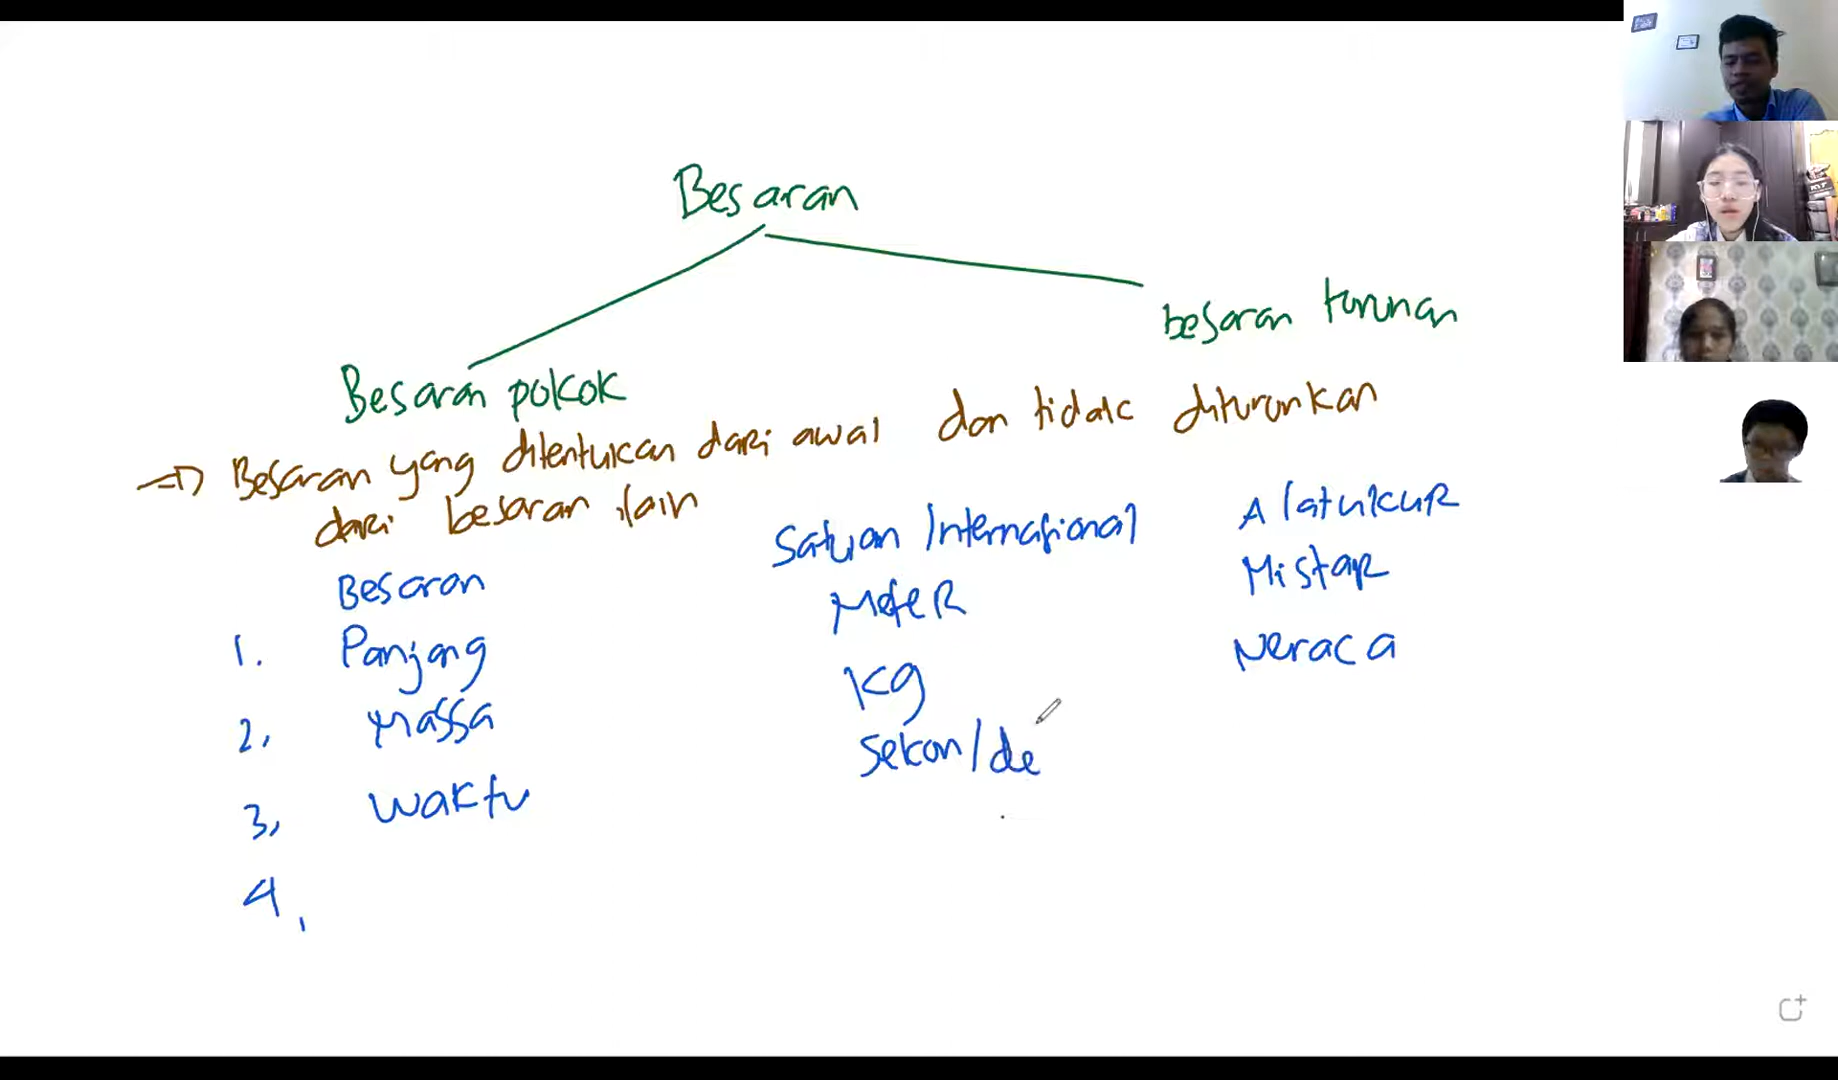 Besaran
besaran turunan
Besaran pokok
Besaran yang ditentukan dari awal dan tidak diturunkan
dari besaran lain
Besaran Satuan Internasional Alat ukur
1. Panjang Meter Mistar
2. Massa Kg Neraca
3. Waktu Sekon/de
4.